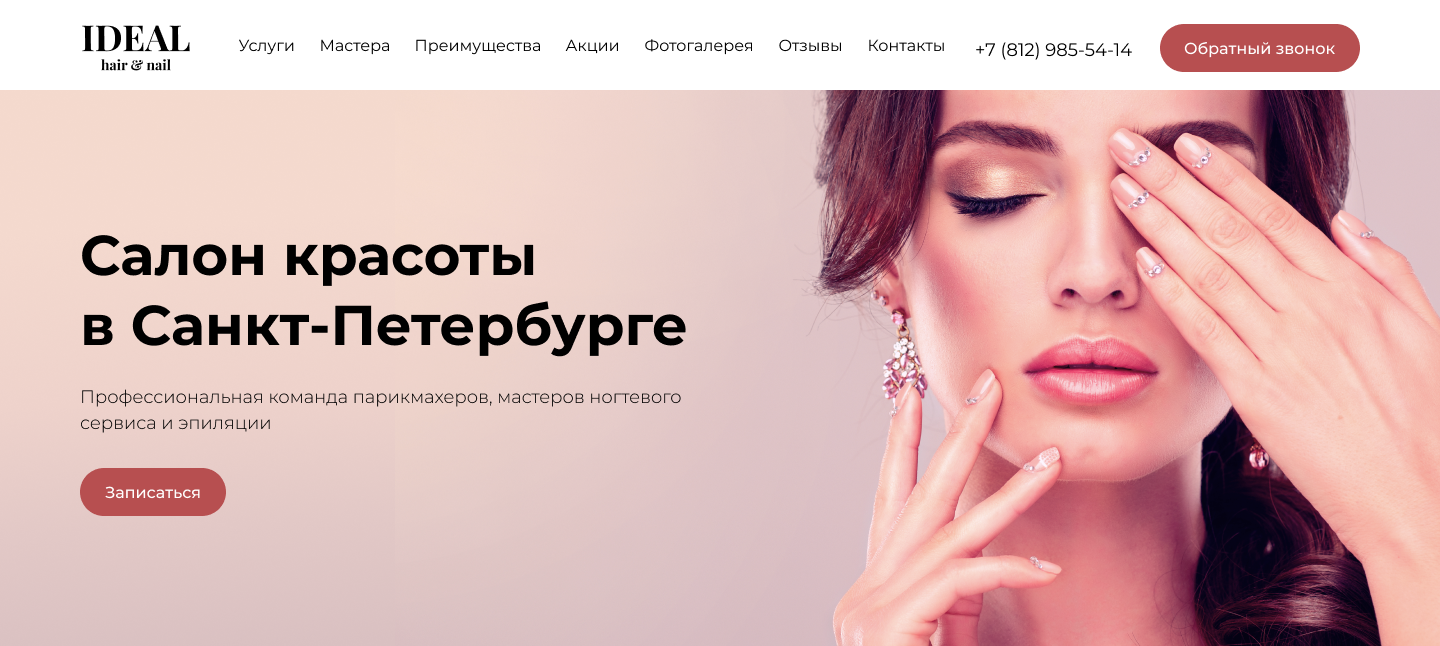 IDEAL
hair & nail
Услуги Мастера Преимущества Акции Фотогалерея Отзывы Контакты +7 (812) 985-54-14 Обратный звонок
Салон красоты
в Санкт-Петербурге
Профессиональная команда парикмахеров, мастеров ногтевого
сервиса и эпиляции
Записаться